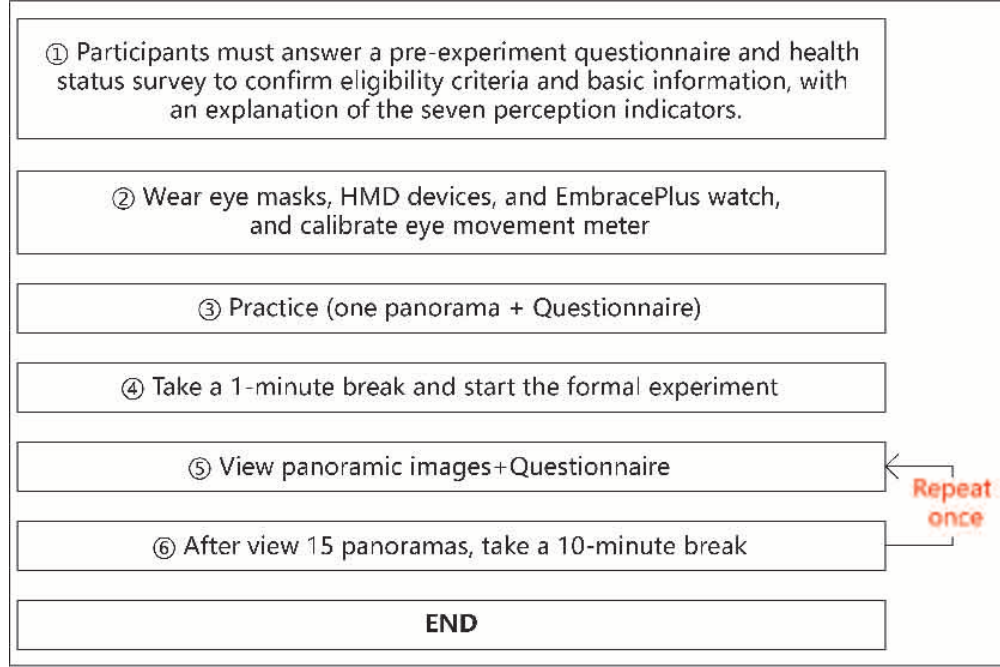 ① Participants must answer a pre-experiment questionnaire and health
status survey to confirm eligibility criteria and basic information, with
an explanation of the seven perception indicators.
② Wear eye masks, HMD devices, and EmbracePlus watch,
and calibrate eye movement meter
③ Practice (one panorama + Questionnaire)
④ Take a 1-minute break and start the formal experiment
⑤ View panoramic images+Questionnaire
Repeat
once
⑥ After view 15 panoramas, take a 10-minute break
END